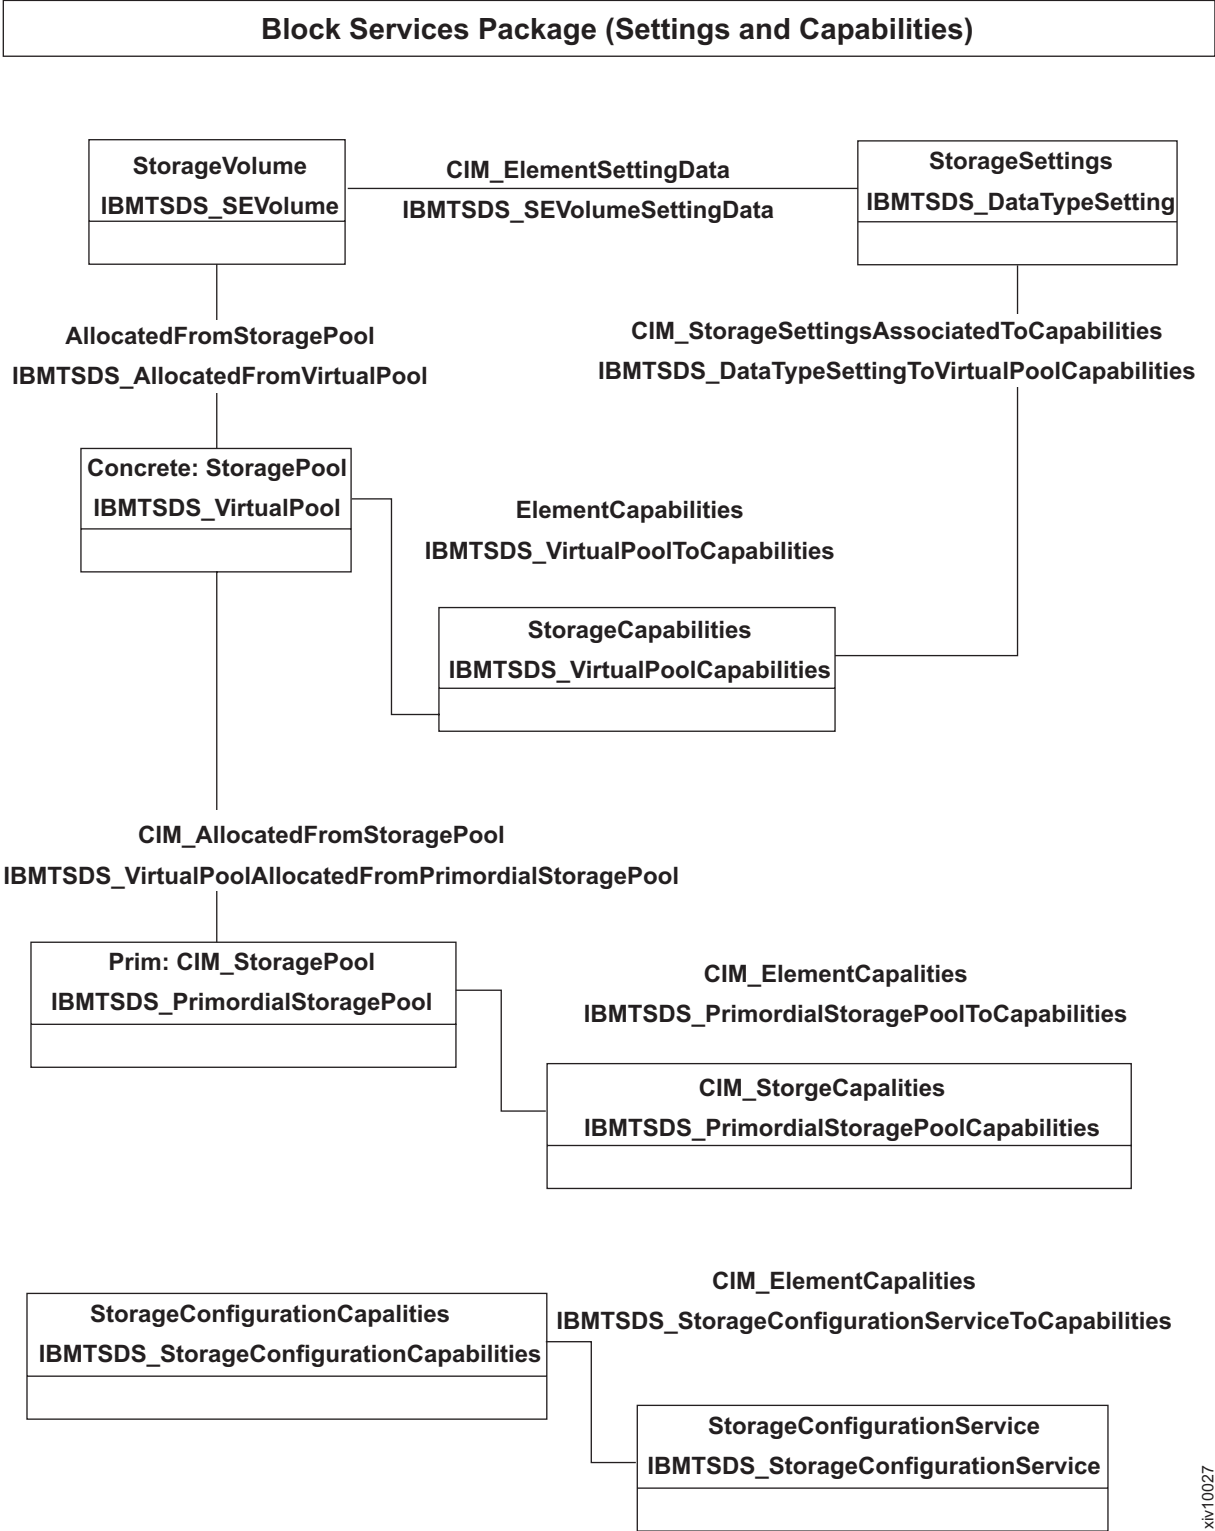 Block Services Package (Settings and Capabilities)
StorageVolume
IBMTSDS_SEVolume
CIM_ElementSettingData
IBMTSDS_SEVolumeSettingData
StorageSettings
IBMTSDS_DataTypeSetting
AllocatedFromStoragePool
IBMTSDS_AllocatedFromVirtualPool
CIM_StorageSettingsAssociatedToCapabilities
IBMTSDS_DataTypeSettingToVirtualPoolCapabilities
Concrete: StoragePool
IBMTSDS_VirtualPool
ElementCapabilities
IBMTSDS_VirtualPoolToCapabilities
StorageCapabilities
IBMTSDS_VirtualPoolCapabilities
CIM_AllocatedFromStoragePool
IBMTSDS_VirtualPoolAllocatedFromPrimordialStoragePool
Prim: CIM_StoragePool
IBMTSDS_PrimordialStoragePool
CIM_ElementCapalities
IBMTSDS_PrimordialStoragePoolToCapabilities
CIM_StorgeCapalities
IBMTSDS_PrimordialStoragePoolCapabilities
StorageConfigurationCapalities
IBMTSDS_StorageConfigurationCapabilities
CIM_ElementCapalities
IBMTSDS_StorageConfigurationServiceToCapabilities
StorageConfigurationService
IBMTSDS_StorageConfigurationService
xiv10027